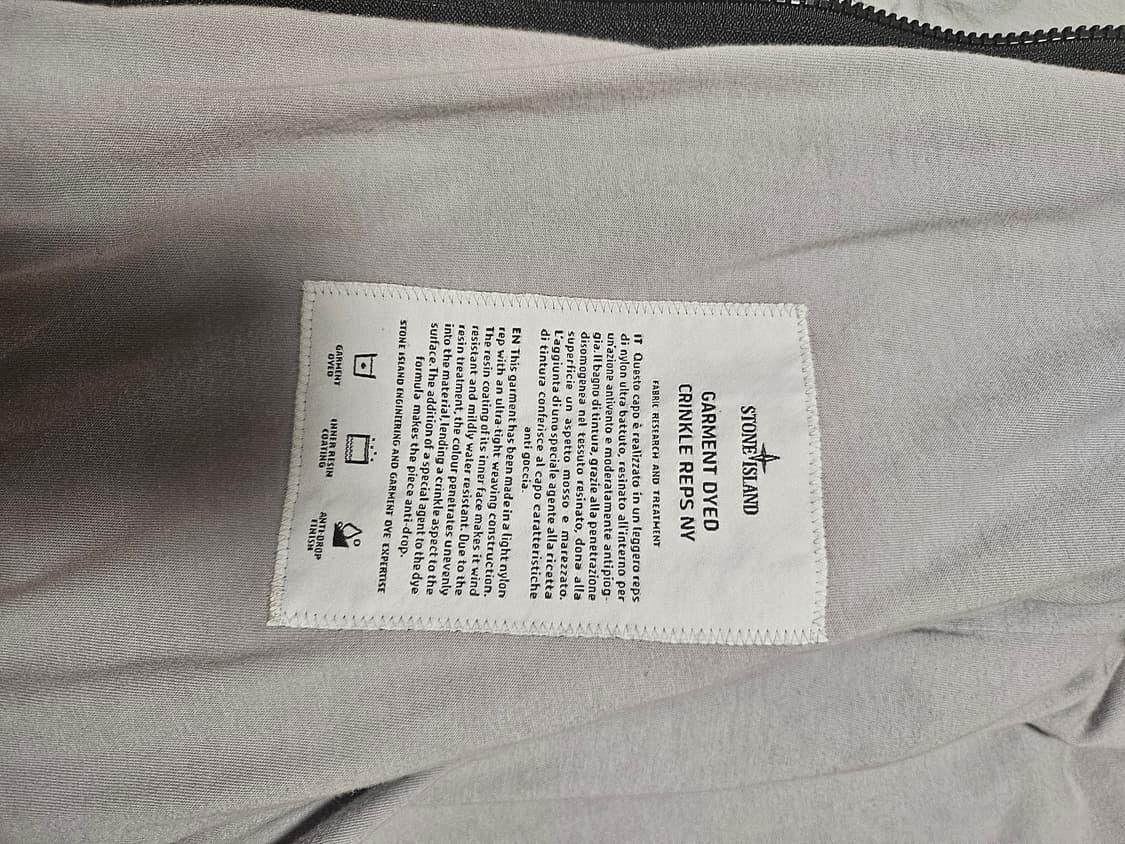 STONE ISLAND
GARMENT DYED
CRINKLE REPS NY
FABRIC RESEARCH AND TREATMENT
IT Questo capo è realizzato in un leggero reps
di nylon ultra battuto, resinato all'interno per
un'azione antivento e moderatamente antipiog-
gia. Il bagno di tintura, grazie alla penetrazione
disomogenea nel tessuto resinato, dona alla
superficie un aspetto mosso e marezzato.
L'aggiunta di uno speciale agente alla ricetta
di tintura conferisce al capo caratteristiche
anti goccia.
EN This garment has been made in a light nylon
rep with an ultra-tight weaving construction.
The resin coating of its inner face makes it wind
resistant and mildly water resistant. Due to the
resin treatment, the colour penetrates unevenly
into the material, lending a crinkle aspect to the
surface. The addition of a special agent to the dye
formula makes the piece anti-drop.
STONE ISLAND ENGINEERING AND GARMENT DYE EXPERTISE
GARMENT
DYED
INNER RESIN
COATING
ANTI-DROP
FINISH